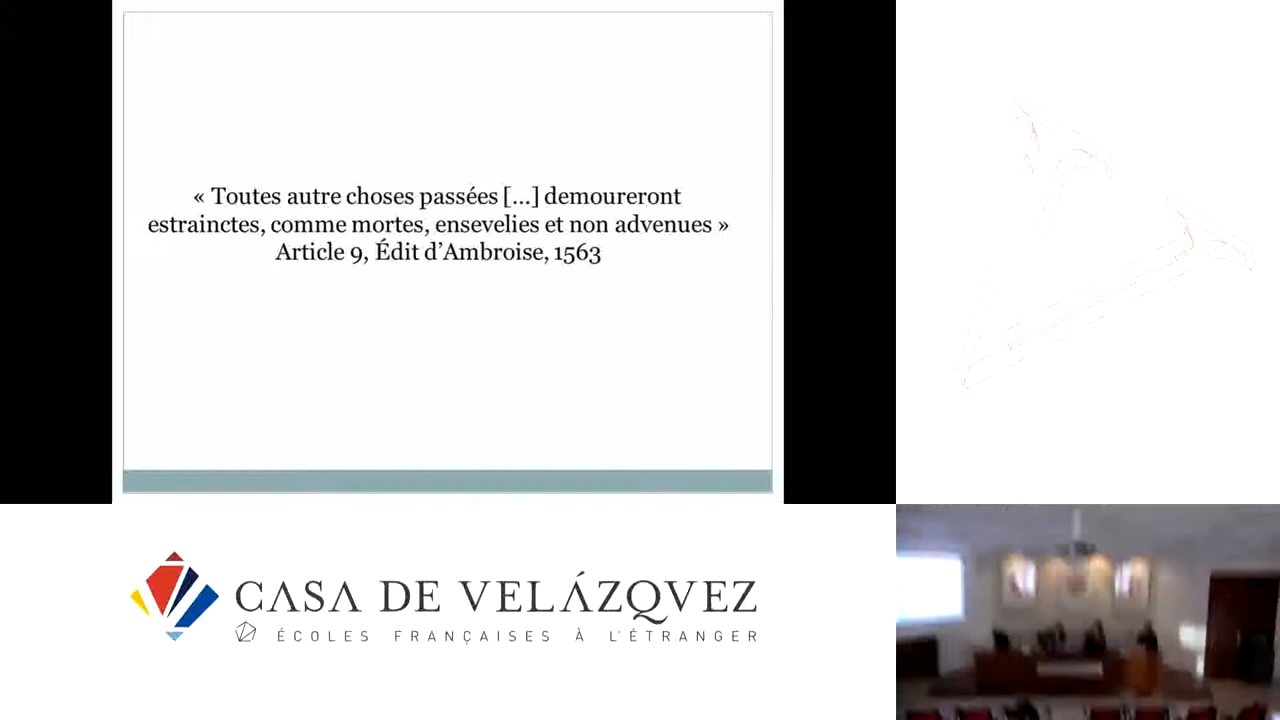 « Toutes autre choses passées [...] demoureront
estrainctes, comme mortes, ensevelies et non advenues »
Article 9, Édit d'Ambroise, 1563
CASA DE VELÁZQVEZ
ÉCOLES FRANÇAISES À L'ÉTRANGER